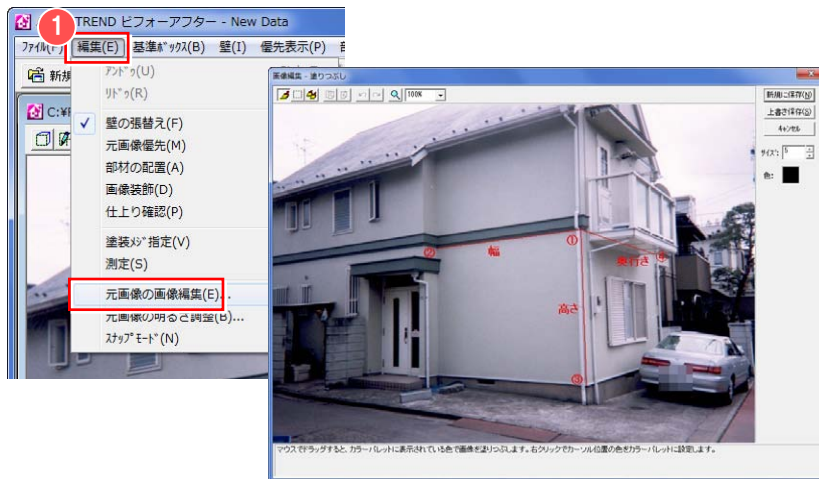 1
TREND ビフォーアフター - New Data
編集(E) 基準ﾎﾞｯｸｽ(B) 壁(I) 優先表示(P)
新規
ｱﾝﾄﾞｩ(U)
ﾘﾄﾞｩ(R)
壁の張替え(F)
元画像優先(M)
部材の配置(A)
画像装飾(D)
仕上り確認(P)
塗装ﾒｼﾞ指定(V)
測定(S)
元画像の画像編集(E)...
元画像の明るさ調整(B)...
ｽﾅｯﾌﾟﾓｰﾄﾞ(N)
画像編集 - 塗りつぶし
100%
新規に保存(N)
上書き保存(S)
ｷｬﾝｾﾙ
ｻｲｽﾞ: 5
色:
① ② 幅 奥行き ④
高さ
③
マウスでドラッグすると、カラーパレットに表示されている色で画像を塗りつぶします。右クリックでカーソル位置の色をカラーパレットに設定します。